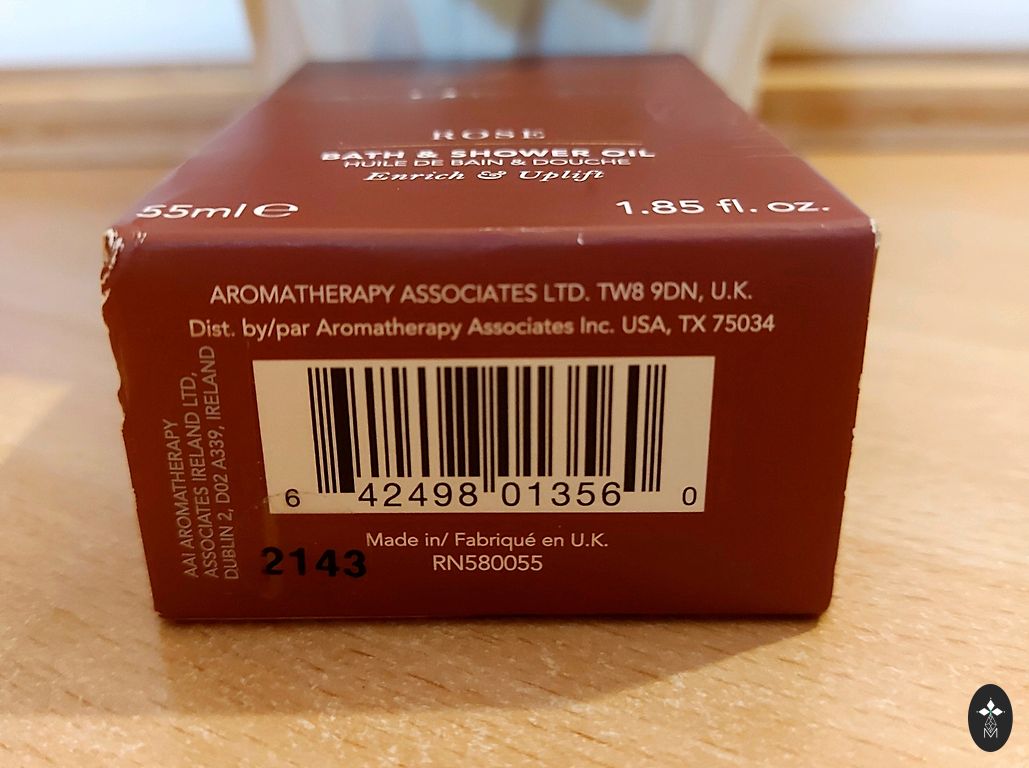 ROSE
BATH & SHOWER OIL
HUILE DE BAIN & DOUCHE
Enrich & Uplift
55ml e 1.85 fl. oz.
AROMATHERAPY ASSOCIATES LTD. TW8 9DN, U.K.
Dist. by/par Aromatherapy Associates Inc. USA, TX 75034
AAI AROMATHERAPY
ASSOCIATES IRELAND LTD,
DUBLIN 2, D02 A339, IRELAND
6 42498 01356 0
Made in/ Fabriqué en U.K.
RN580055
2143
M